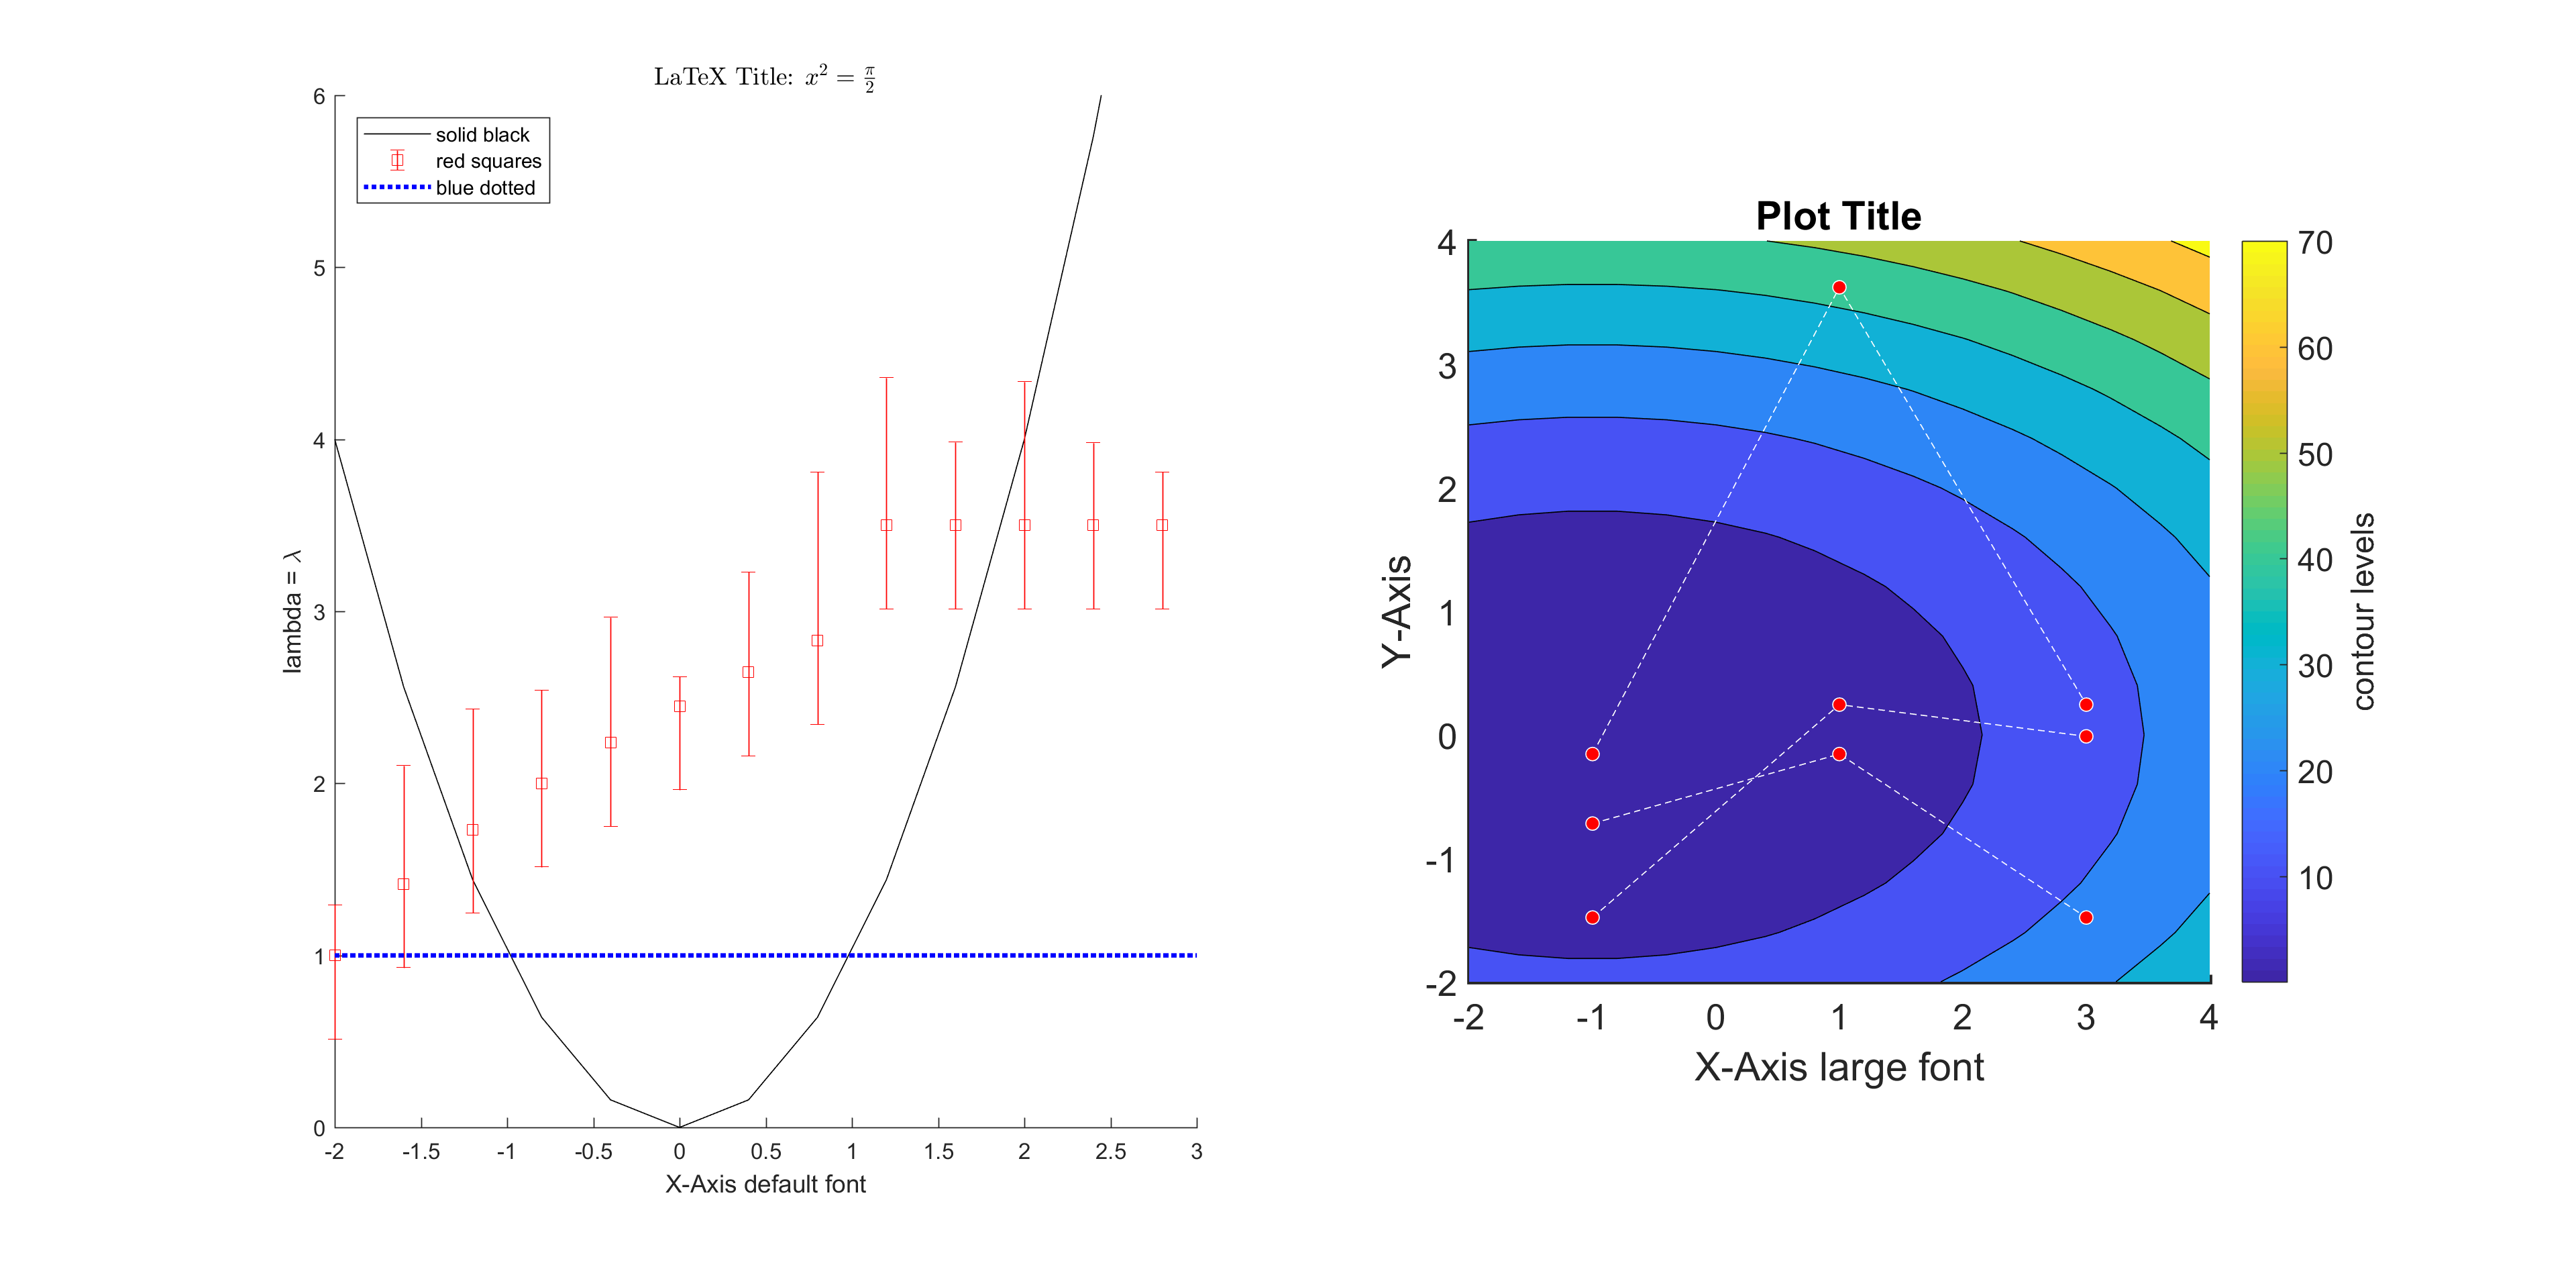 LaTeX Title: x² = π/2
solid black
red squares
blue dotted
6
5
4
3
2
1
0
lambda = λ
-2 -1.5 -1 -0.5 0 0.5 1 1.5 2 2.5 3
X-Axis default font
Plot Title
4
3
2
1
0
-1
-2
Y-Axis
-2 -1 0 1 2 3 4
X-Axis large font
70
60
50
40
30
20
10
contour levels